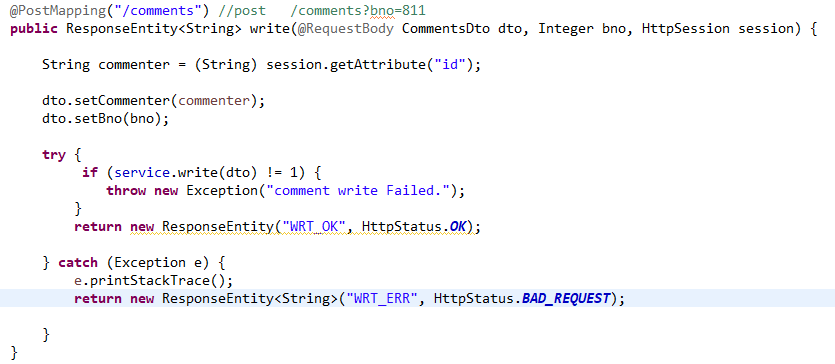 @PostMapping("/comments") //post   /comments?bno=811
public ResponseEntity<String> write(@RequestBody CommentsDto dto, Integer bno, HttpSession session) {
String commenter = (String) session.getAttribute("id");
dto.setCommenter(commenter);
dto.setBno(bno);
try {
if (service.write(dto) != 1) {
throw new Exception("comment write Failed.");
}
return new ResponseEntity("WRT_OK", HttpStatus.OK);
} catch (Exception e) {
e.printStackTrace();
return new ResponseEntity<String>("WRT_ERR", HttpStatus.BAD_REQUEST);
}
}